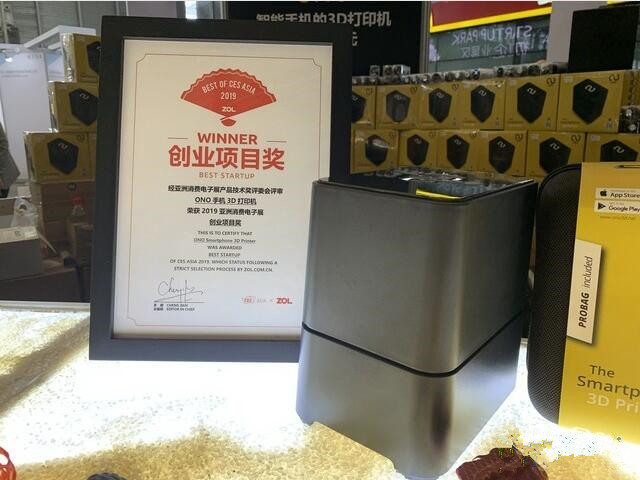 智能手机的3D打印机
STARTUP PARK
BEST OF CES ASIA
2019
ZOL
WINNER
创业项目奖
BEST STARTUP
经亚洲消费电子展产品技术奖评委会评审
ONO 手机 3D 打印机
荣获 2019 亚洲消费电子展
创业项目奖
THIS IS TO CERTIFY THAT
ONO Smartphone 3D Printer
WAS AWARDED
BEST STARTUP
OF CES ASIA 2019, WHICH STATUS FOLLOWING A
STRICT SELECTION PROCESS BY ZOL.COM.CN.
EDITOR IN CHIEF
ASIA × ZOL
App Store
Google Play
PROBAG included
The
Smartp
3D Pri